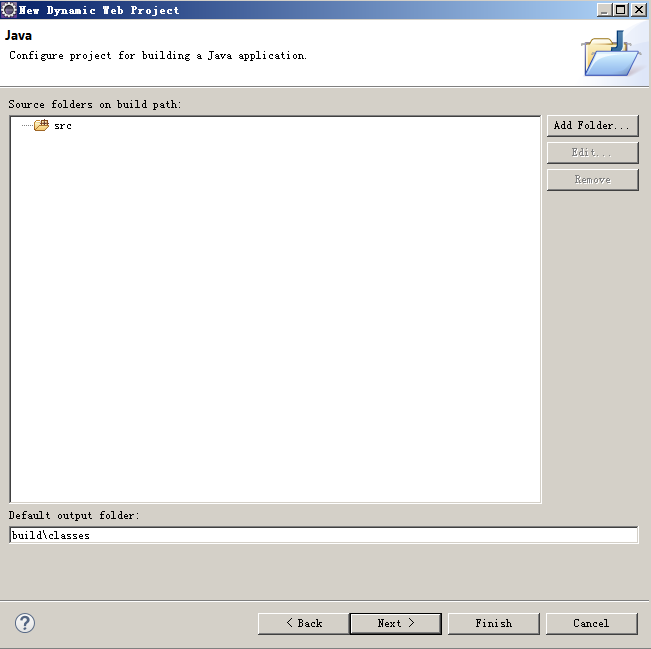 New Dynamic Web Project
Java
Configure project for building a Java application.
Source folders on build path:
src
Add Folder...
Edit...
Remove
Default output folder:
build\classes
?
< Back
Next >
Finish
Cancel